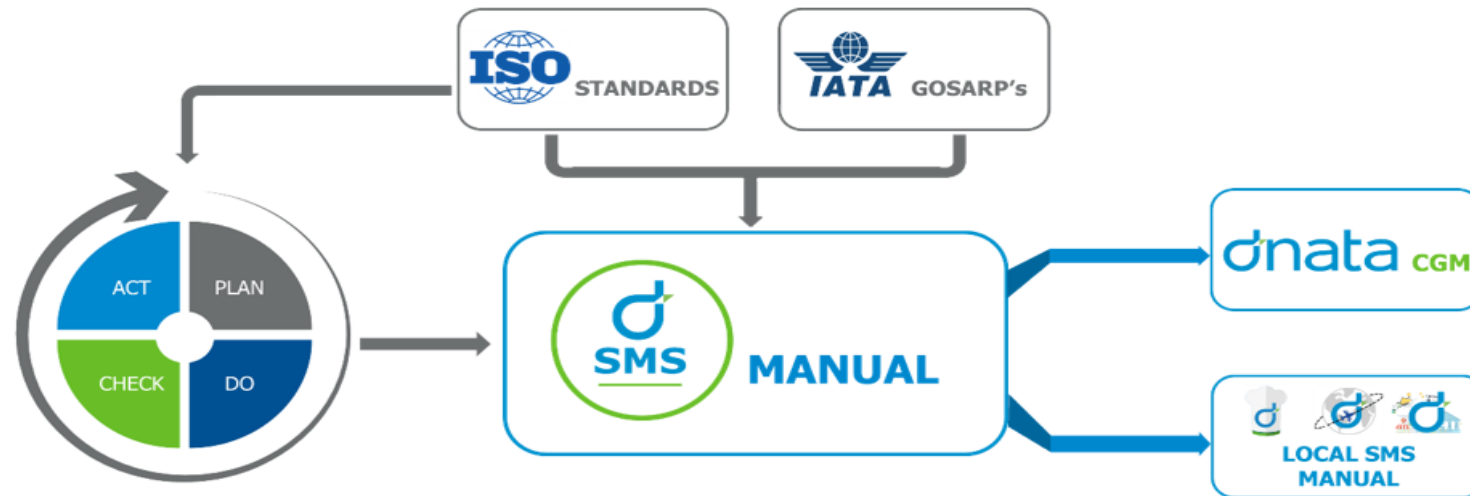 ISO STANDARDS
IATA GOSARP's
ACT
PLAN
CHECK
DO
SMS
MANUAL
dnata CGM
LOCAL SMS
MANUAL